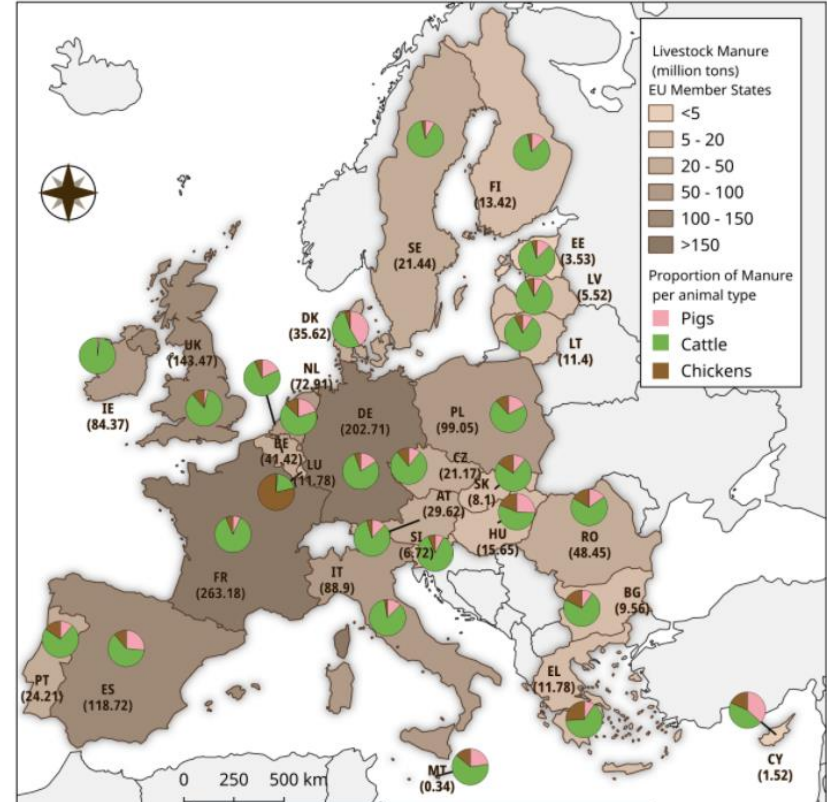 Livestock Manure
(million tons)
EU Member States
<5
5 - 20
20 - 50
50 - 100
100 - 150
>150
Proportion of Manure
per animal type
Pigs
Cattle
Chickens
FI
(13.42)
SE
(21.44)
EE
(3.53)
LV
(5.52)
LT
(11.4)
DK
(35.62)
UK
(143.47)
NL
(72.91)
IE
(84.37)
DE
(202.71)
PL
(99.05)
BE
(41.42)
LU
(11.78)
CZ
(21.17)
SK
(8.1)
AT
(29.62)
SI
(6.72)
HU
(15.65)
RO
(48.45)
FR
(263.18)
IT
(88.9)
BG
(9.56)
PT
(24.21)
ES
(118.72)
EL
(11.78)
MT
(0.34)
CY
(1.52)
0 250 500 km